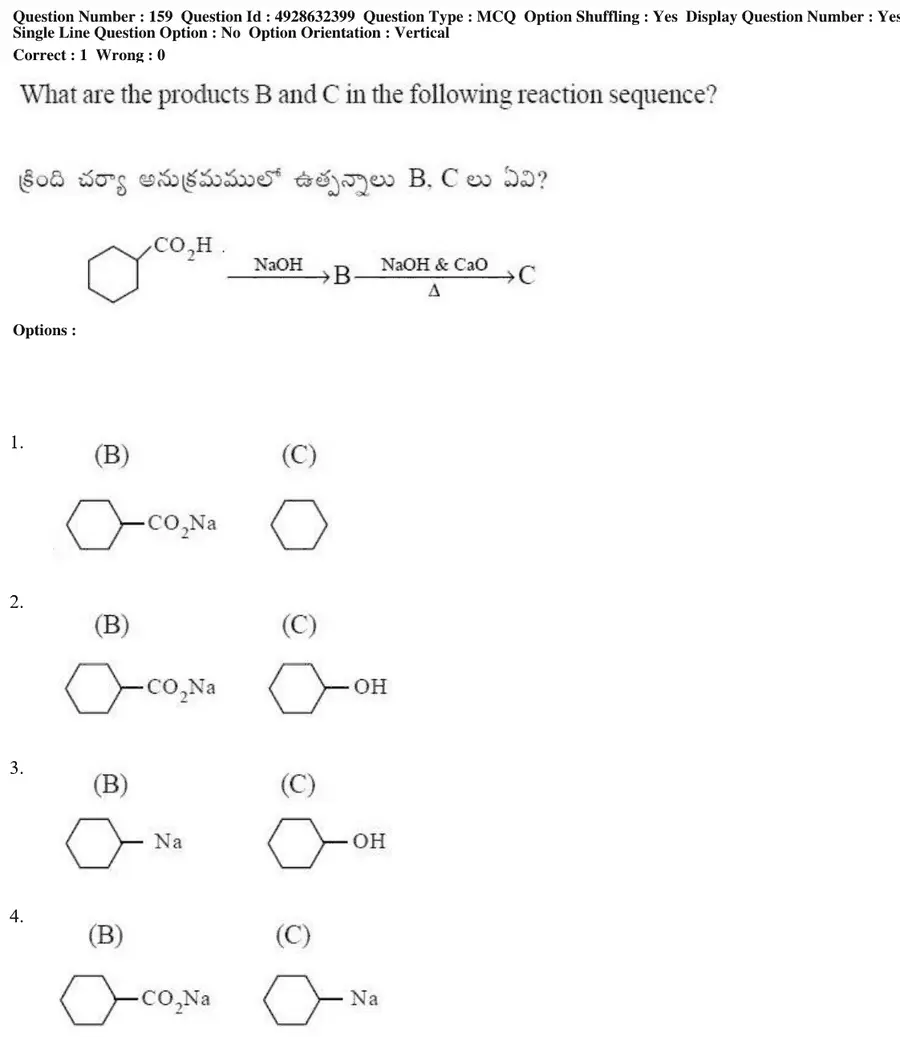 Question Number : 159 Question Id : 4928632399 Question Type : MCQ Option Shuffling : Yes Display Question Number : Yes
Single Line Question Option : No Option Orientation : Vertical
Correct : 1 Wrong : 0
What are the products B and C in the following reaction sequence?
క్రింది చర్యా అనుక్రమములో ఉత్పన్నాలు B, C లు ఏవి?
CO₂H .
NaOH B NaOH & CaO C
Δ
Options :
1.
(B) (C)
CO₂Na
2.
(B) (C)
CO₂Na OH
3.
(B) (C)
Na OH
4.
(B) (C)
CO₂Na Na